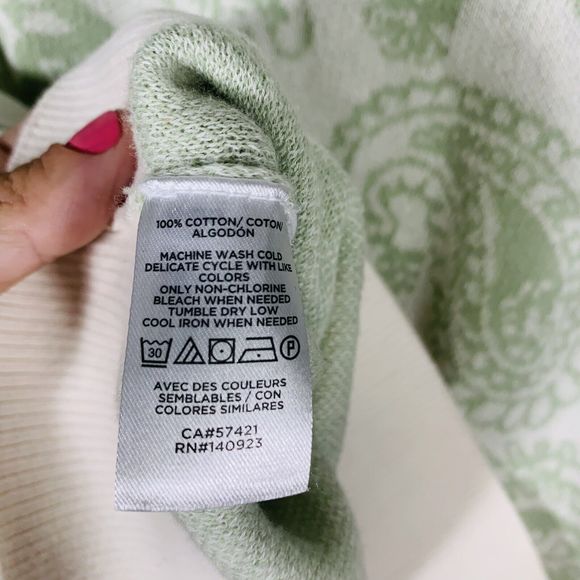 100% COTTON/ COTON/
ALGODÓN
MACHINE WASH COLD
DELICATE CYCLE WITH LIKE
COLORS
ONLY NON-CHLORINE
BLEACH WHEN NEEDED
TUMBLE DRY LOW
COOL IRON WHEN NEEDED
30 P
AVEC DES COULEURS
SEMBLABLES / CON
COLORES SIMILARES
CA#57421
RN#140923